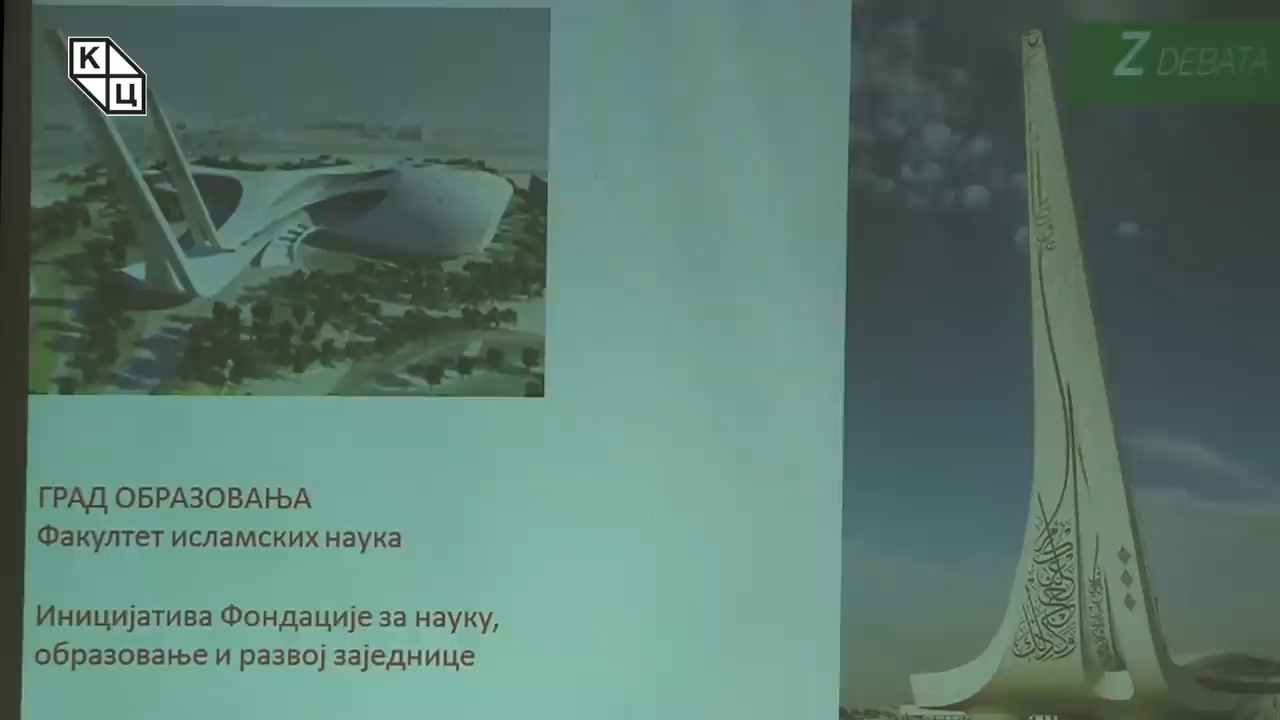 К
Ц
Z DEBATA
ГРАД ОБРАЗОВАЊА
Факултет исламских наука
Иницијатива Фондације за науку,
образовање и развој заједнице